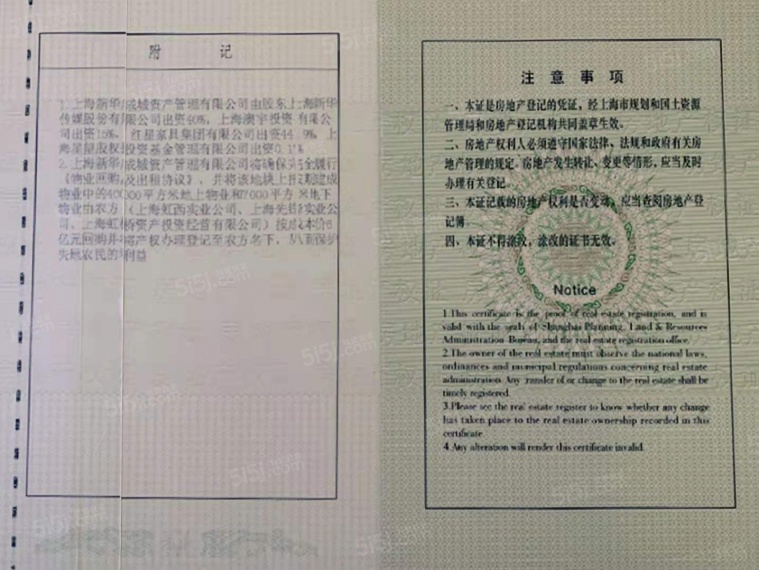 附 记
1.上海新华成城资产管理有限公司由股东上海新华
传媒股份有限公司出资40%，上海澳宇投资有限公
司出资15%，红星家具集团有限公司出资44.9%，上
海星晟股权投资基金管理有限公司出资0.1%
2.上海新华成城资产管理有限公司将确保
《物业回购及出租协议》，并将该地块上 建成
物业中的 平方米地上物业和 平方米地下
物业由农方（上海虹西实业公司、上海 实业公
司、上海虹桥资产投资经营有限公司）按成本价
亿元回购并将产权办理登记至农方名下，从而保护
失地农民的利益
注意事项
一、本证是房地产登记的凭证，经上海市规划和国土资源
管理局和房地产登记机构共同盖章生效。
二、房地产权利人必须遵守国家法律、法规和政府有关房
地产管理的规定。房地产发生转让、变更等情形，应当及时
办理有关登记。
三、本证记载的房地产权利是否变动，应当查阅房地产登
记簿。
四、本证不得涂改，涂改的证书无效。
Notice
1.This certificate is the proof of real estate registration, and is
valid with the seals of Shanghai Planning, Land & Resources
Administration Bureau, and the real estate registration office.
2.The owner of the real estate must observe the national laws,
ordinances and municipal regulations concerning real estate
administration. Any transfer of or change to the real estate shall be
timely registered.
3.Please see the real estate register to know whether any change
has taken place to the real estate ownership recorded in this
certificate.
4.Any alteration will render this certificate invalid.